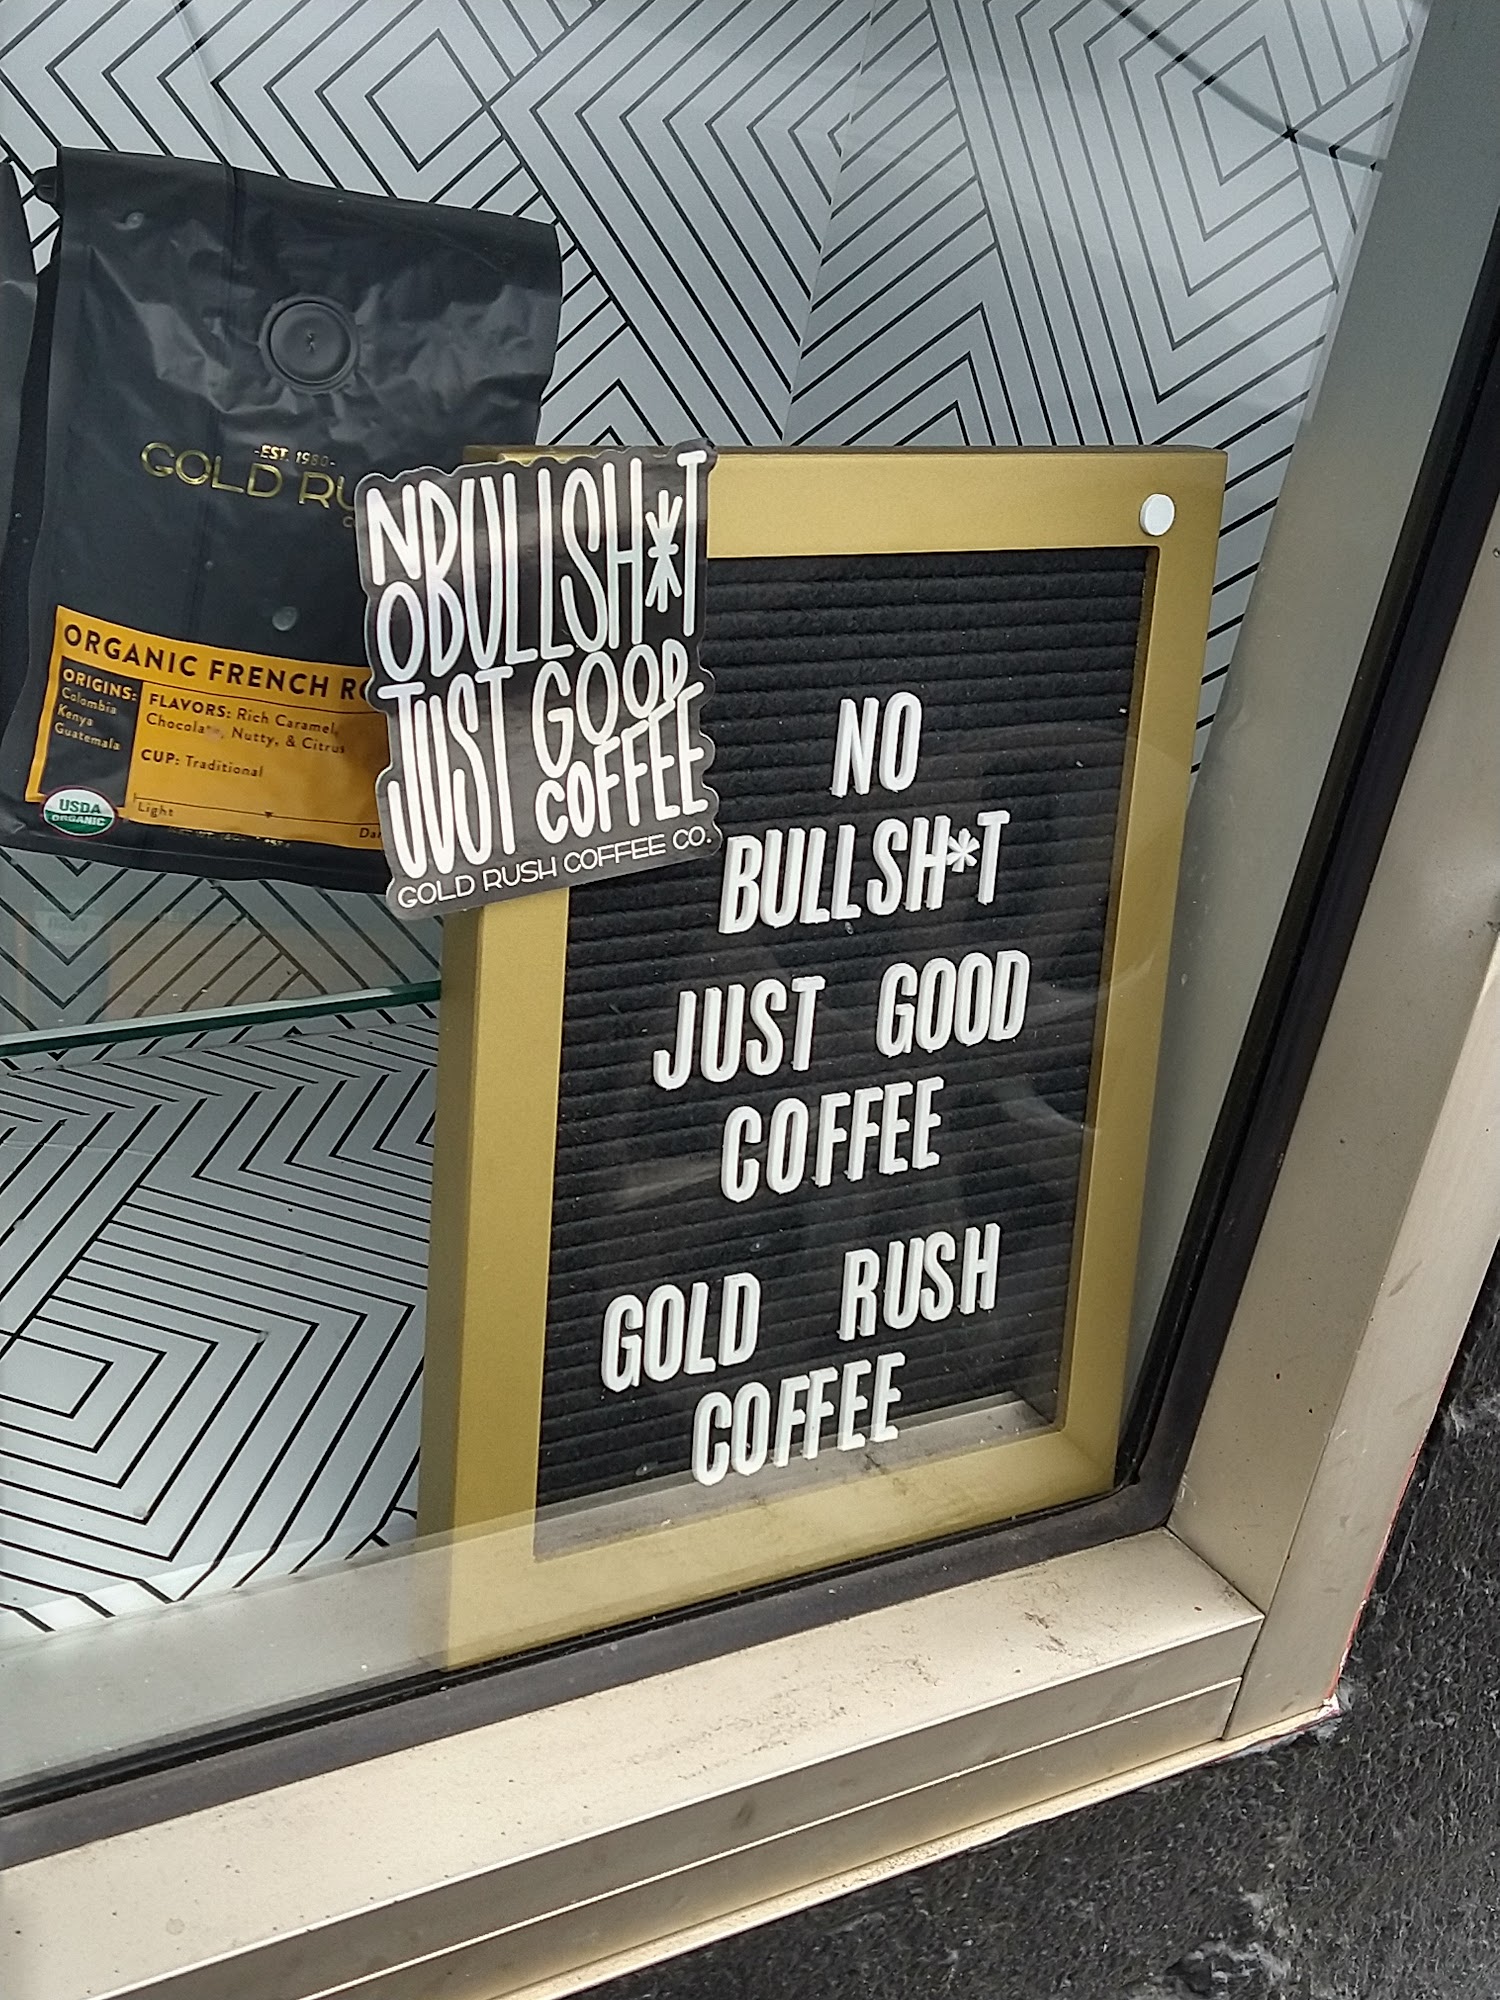 -EST. 1980-
GOLD RU
ORGANIC FRENCH RO
ORIGINS:
Colombia
Kenya
Guatemala
FLAVORS: Rich Caramel,
Chocolate, Nutty, & Citrus
CUP: Traditional
Light
Dar
USDA
ORGANIC
NO BULLSH*T
JUST GOOD
COFFEE
GOLD RUSH COFFEE CO.
NO
BULLSH*T
JUST GOOD
COFFEE
GOLD RUSH
COFFEE